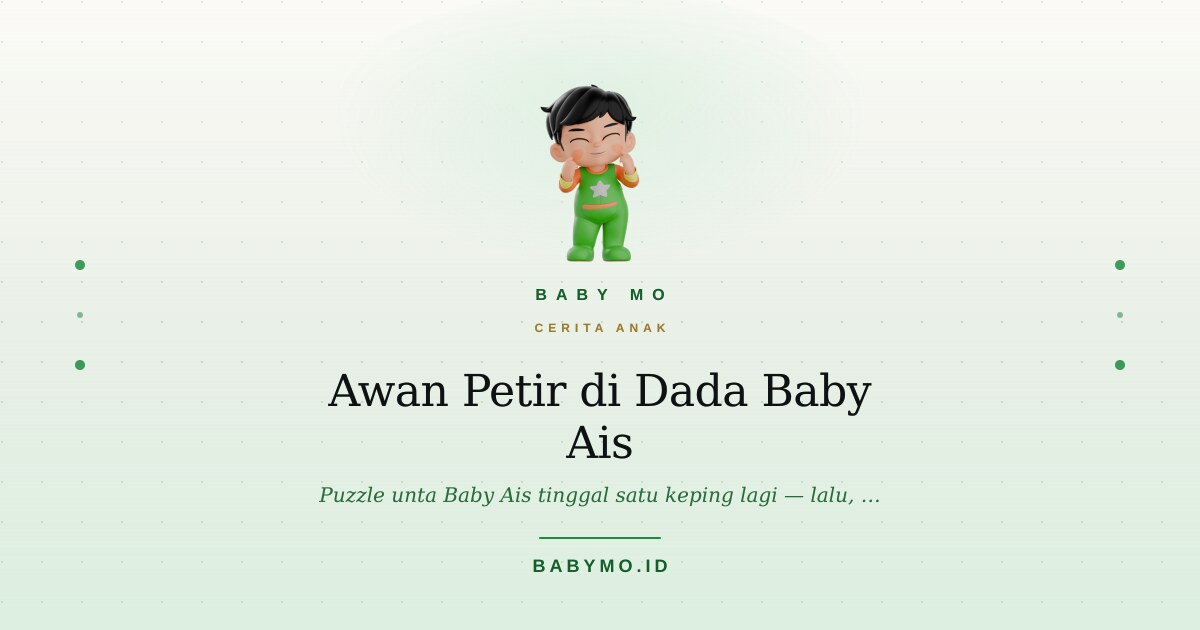 BABY MO
CERITA ANAK
Awan Petir di Dada Baby
Ais
Puzzle unta Baby Ais tinggal satu keping lagi — lalu, ...
BABYMO.ID